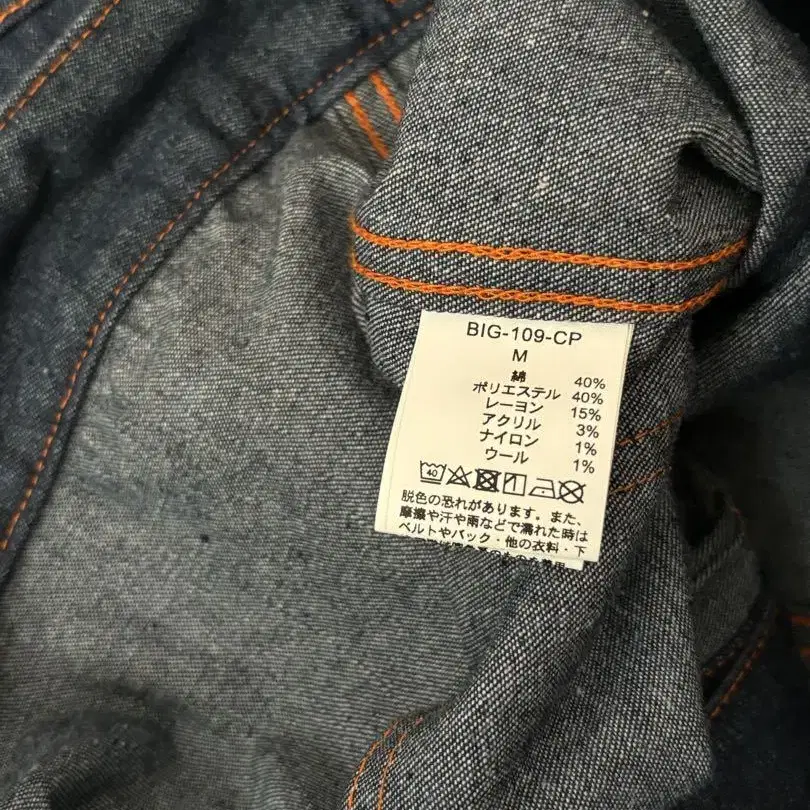 BIG-109-CP
M
綿 40%
ポリエステル 40%
レーヨン 15%
アクリル 3%
ナイロン 1%
ウール 1%
40
脱色の恐れがあります。また、
摩擦や汗や雨などで濡れた時は
ベルトやバック・他の衣料・下